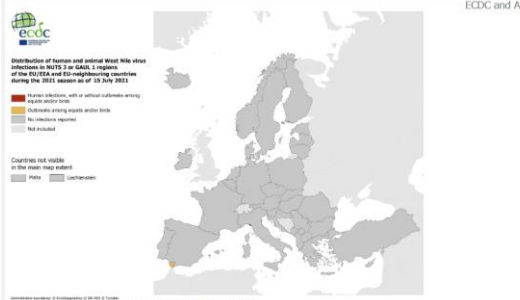 ECDC and A
ecdc
Distribution of human and animal West Nile virus
infections in NUTS 3 or GAUL 1 regions
of the EU/EEA and EU-neighbouring countries
during the 2021 season as of 15 July 2021
Human infections, with or without outbreaks among
equids and/or birds
Outbreaks among equids and/or birds
No infections reported
Not included
Countries not visible
in the main map extent
Malta
Liechtenstein